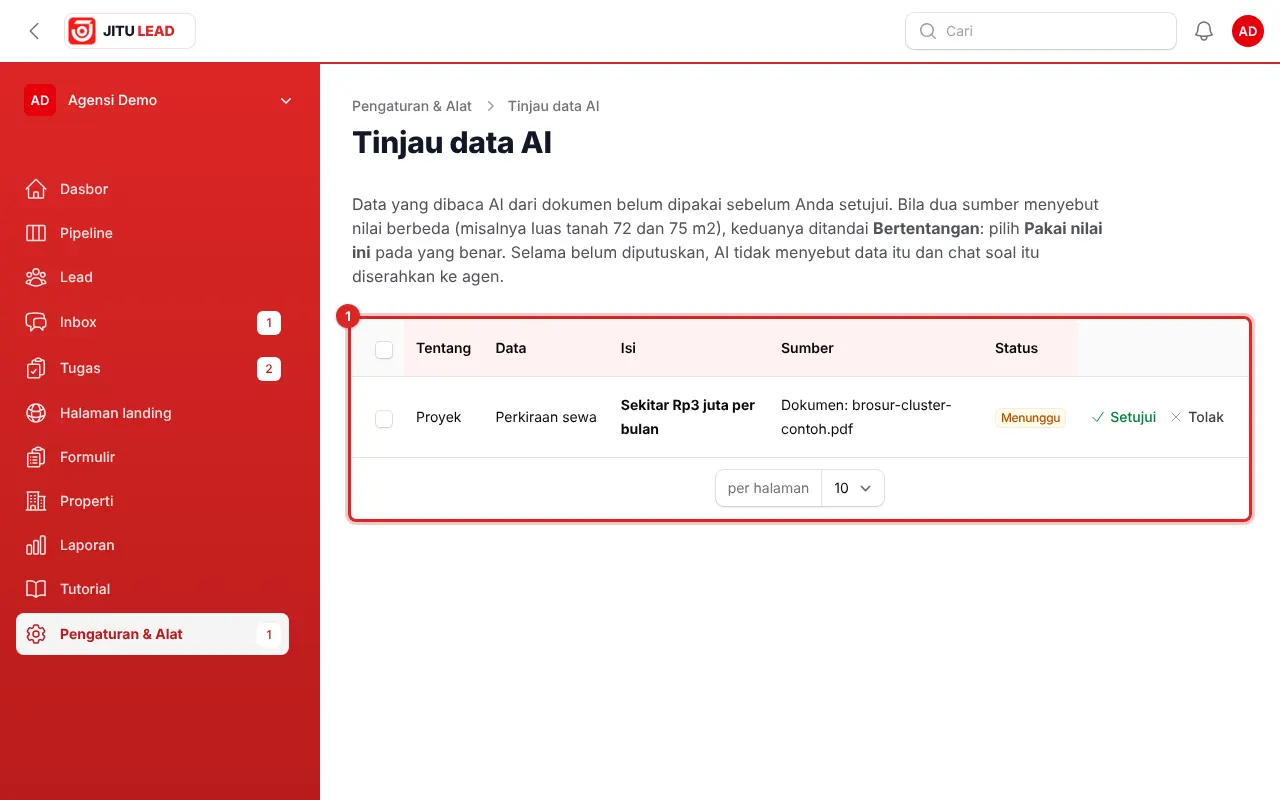 JITU LEAD
Cari
AD
AD
Agensi Demo
Dasbor
Pipeline
Lead
Inbox
1
Tugas
2
Halaman landing
Formulir
Properti
Laporan
Tutorial
Pengaturan & Alat
1
Pengaturan & Alat > Tinjau data AI
Tinjau data AI
Data yang dibaca AI dari dokumen belum dipakai sebelum Anda setujui. Bila dua sumber menyebut
nilai berbeda (misalnya luas tanah 72 dan 75 m2), keduanya ditandai Bertentangan: pilih Pakai nilai
ini pada yang benar. Selama belum diputuskan, AI tidak menyebut data itu dan chat soal itu
diserahkan ke agen.
1
Tentang Data Isi Sumber Status
Proyek Perkiraan sewa Sekitar Rp3 juta per Dokumen: brosur-cluster- Menunggu Setujui Tolak
bulan contoh.pdf
per halaman 10